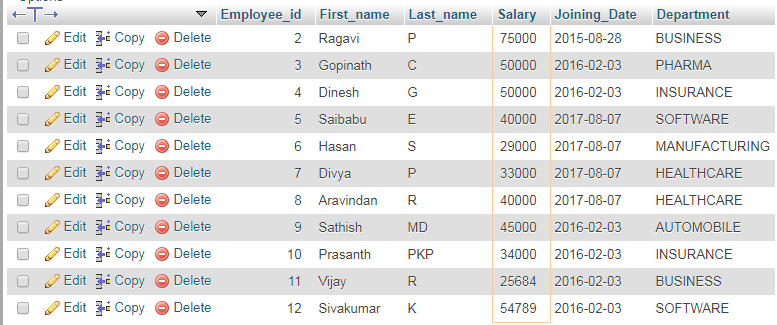 Options
Employee_id First_name Last_name Salary Joining_Date Department
Edit Copy Delete 2 Ragavi P 75000 2015-08-28 BUSINESS
Edit Copy Delete 3 Gopinath C 50000 2016-02-03 PHARMA
Edit Copy Delete 4 Dinesh G 50000 2016-02-03 INSURANCE
Edit Copy Delete 5 Saibabu E 40000 2017-08-07 SOFTWARE
Edit Copy Delete 6 Hasan S 29000 2017-08-07 MANUFACTURING
Edit Copy Delete 7 Divya P 33000 2017-08-07 HEALTHCARE
Edit Copy Delete 8 Aravindan R 40000 2017-08-07 HEALTHCARE
Edit Copy Delete 9 Sathish MD 45000 2016-02-03 AUTOMOBILE
Edit Copy Delete 10 Prasanth PKP 34000 2016-02-03 INSURANCE
Edit Copy Delete 11 Vijay R 25684 2016-02-03 BUSINESS
Edit Copy Delete 12 Sivakumar K 54789 2016-02-03 SOFTWARE